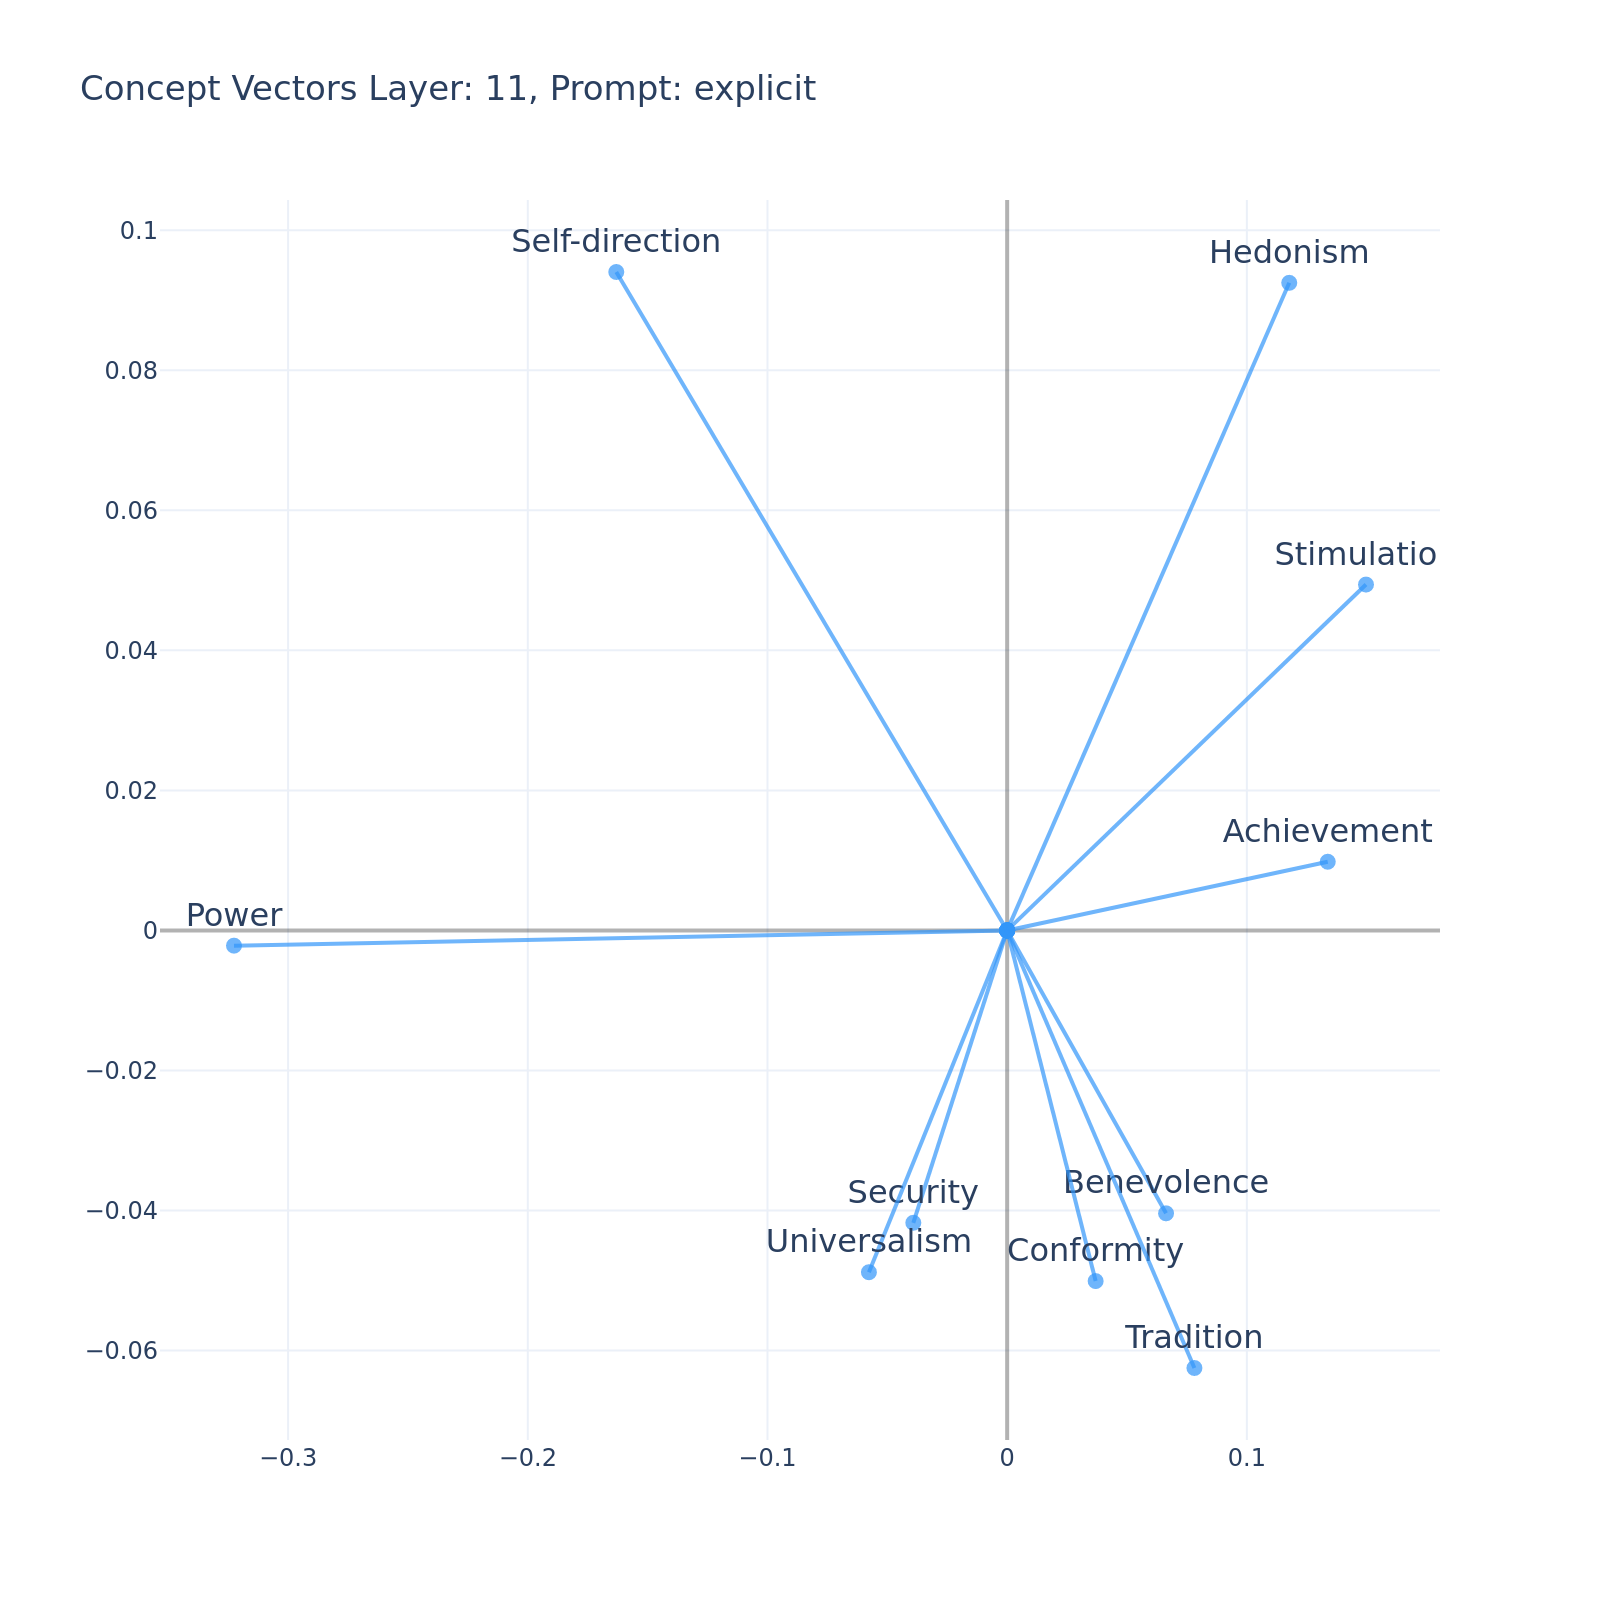 Concept Vectors Layer: 11, Prompt: explicit
0.1
Self-direction
Hedonism
0.08
0.06
Stimulatio
0.04
0.02
Achievement
Power
0
−0.02
Benevolence
Security
−0.04
Universalism
Conformity
Tradition
−0.06
−0.3
−0.2
−0.1
0
0.1